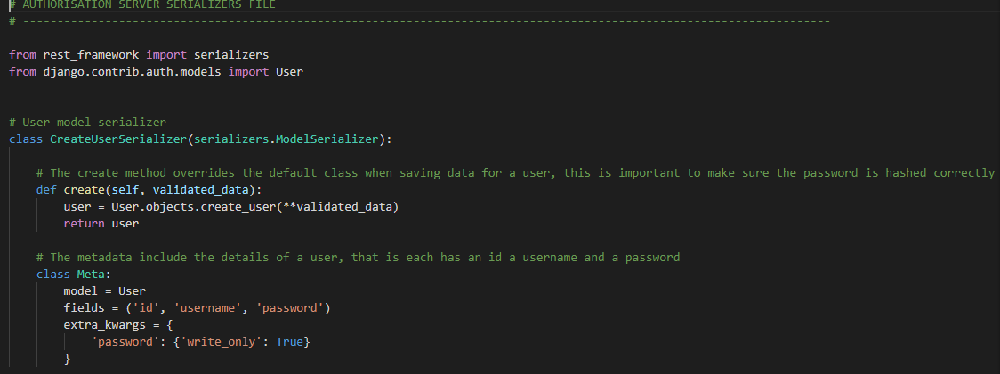 # AUTHORISATION SERVER SERIALIZERS FILE
# ----------------------------------------------------------------------------------------------------------------------
from rest_framework import serializers
from django.contrib.auth.models import User
# User model serializer
class CreateUserSerializer(serializers.ModelSerializer):
    # The create method overrides the default class when saving data for a user, this is important to make sure the password is hashed correctly
    def create(self, validated_data):
        user = User.objects.create_user(**validated_data)
        return user
    # The metadata include the details of a user, that is each has an id a username and a password
    class Meta:
        model = User
        fields = ('id', 'username', 'password')
        extra_kwargs = {
            'password': {'write_only': True}
        }